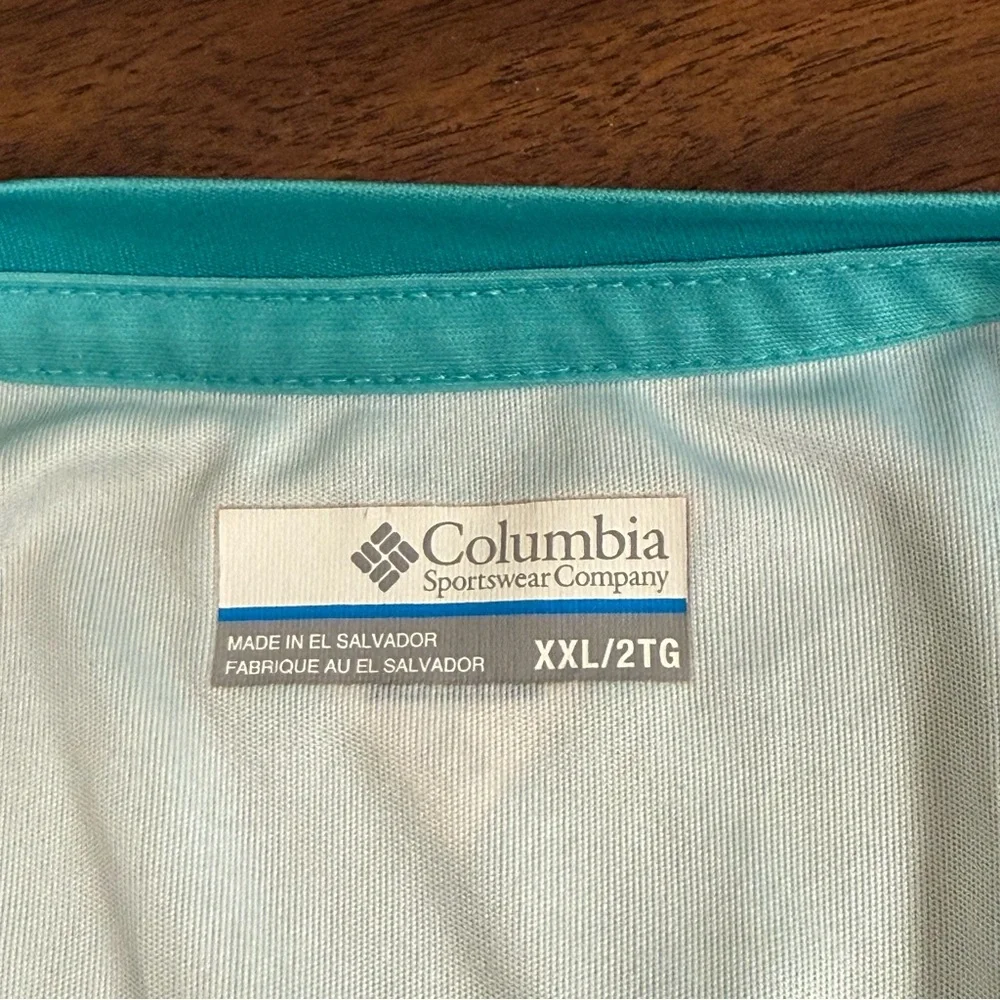 Columbia
Sportswear Company
MADE IN EL SALVADOR
FABRIQUE AU EL SALVADOR
XXL/2TG